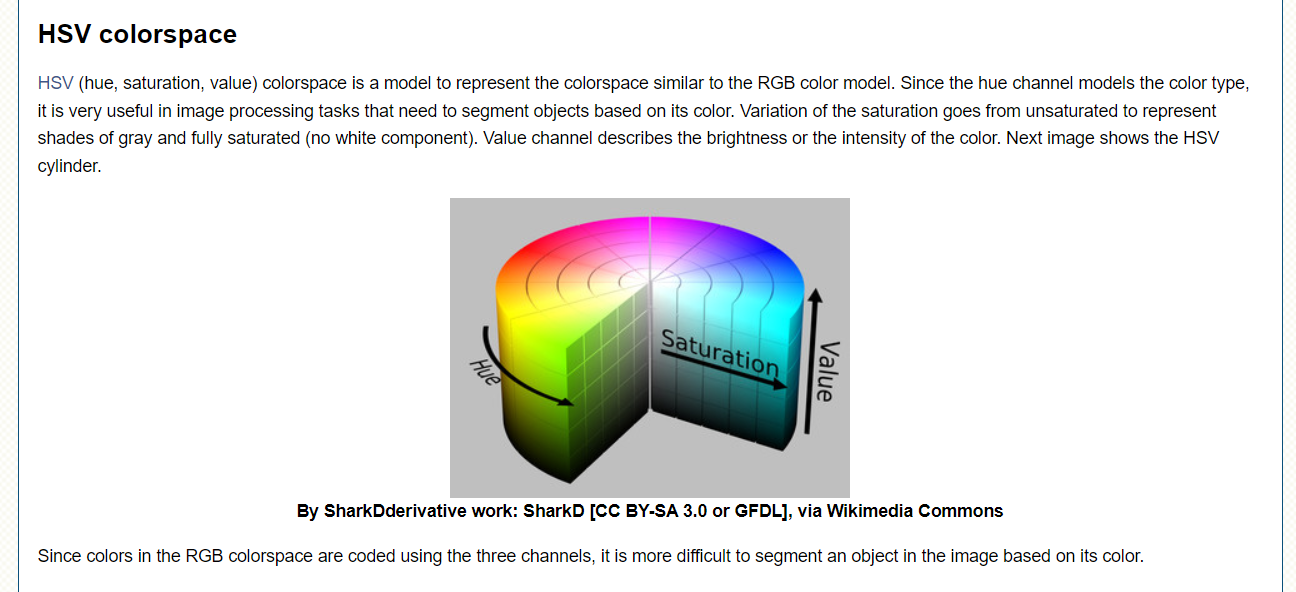 HSV colorspace
HSV (hue, saturation, value) colorspace is a model to represent the colorspace similar to the RGB color model. Since the hue channel models the color type,
it is very useful in image processing tasks that need to segment objects based on its color. Variation of the saturation goes from unsaturated to represent
shades of gray and fully saturated (no white component). Value channel describes the brightness or the intensity of the color. Next image shows the HSV
cylinder.
Hue
Saturation
Value
By SharkDderivative work: SharkD [CC BY-SA 3.0 or GFDL], via Wikimedia Commons
Since colors in the RGB colorspace are coded using the three channels, it is more difficult to segment an object in the image based on its color.